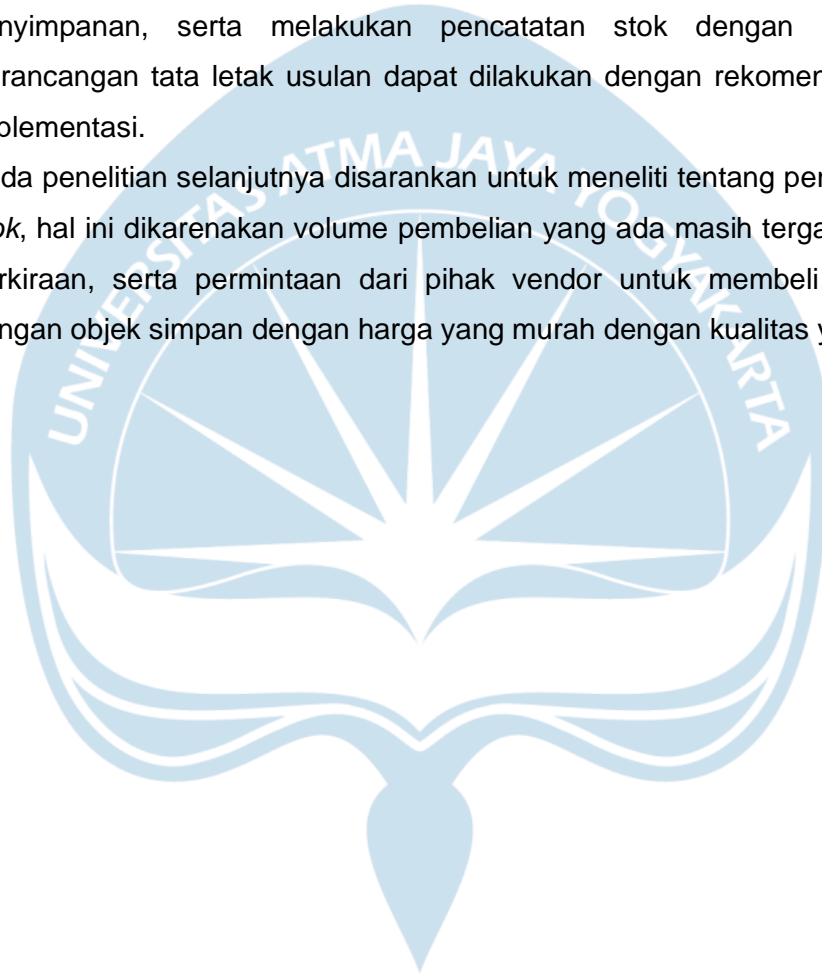 nyimpanan, serta melakukan pencatatan stok dengan
rancangan tata letak usulan dapat dilakukan dengan rekomen
plementasi.
da penelitian selanjutnya disarankan untuk meneliti tentang per
ok, hal ini dikarenakan volume pembelian yang ada masih terga
rkiraan, serta permintaan dari pihak vendor untuk membeli
ngan objek simpan dengan harga yang murah dengan kualitas y
UNIVERSITAS ATMA JAYA YOGYAKARTA